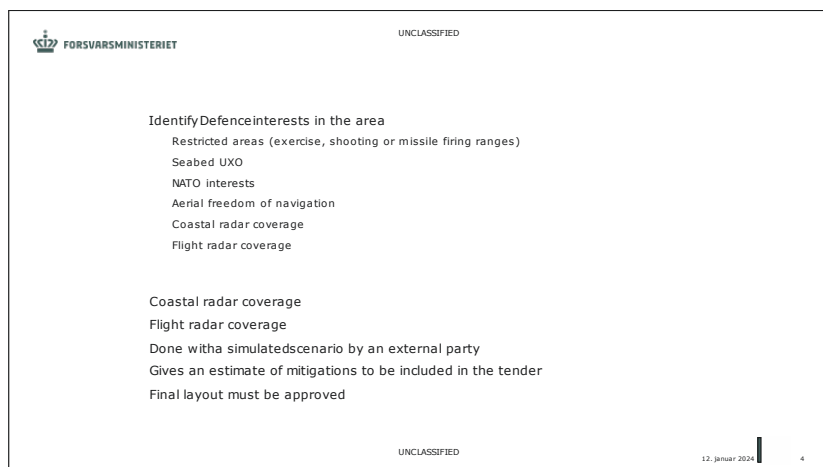 UNCLASSIFIED
FORSVARSMINISTERIET
Identify Defenceinterests in the area
Restricted areas (exercise, shooting or missile firing ranges)
Seabed UXO
NATO interests
Aerial freedom of navigation
Coastal radar coverage
Flight radar coverage
Coastal radar coverage
Flight radar coverage
Done witha simulatedscenario by an external party
Gives an estimate of mitigations to be included in the tender
Final layout must be approved
UNCLASSIFIED
12. januar 2024
4